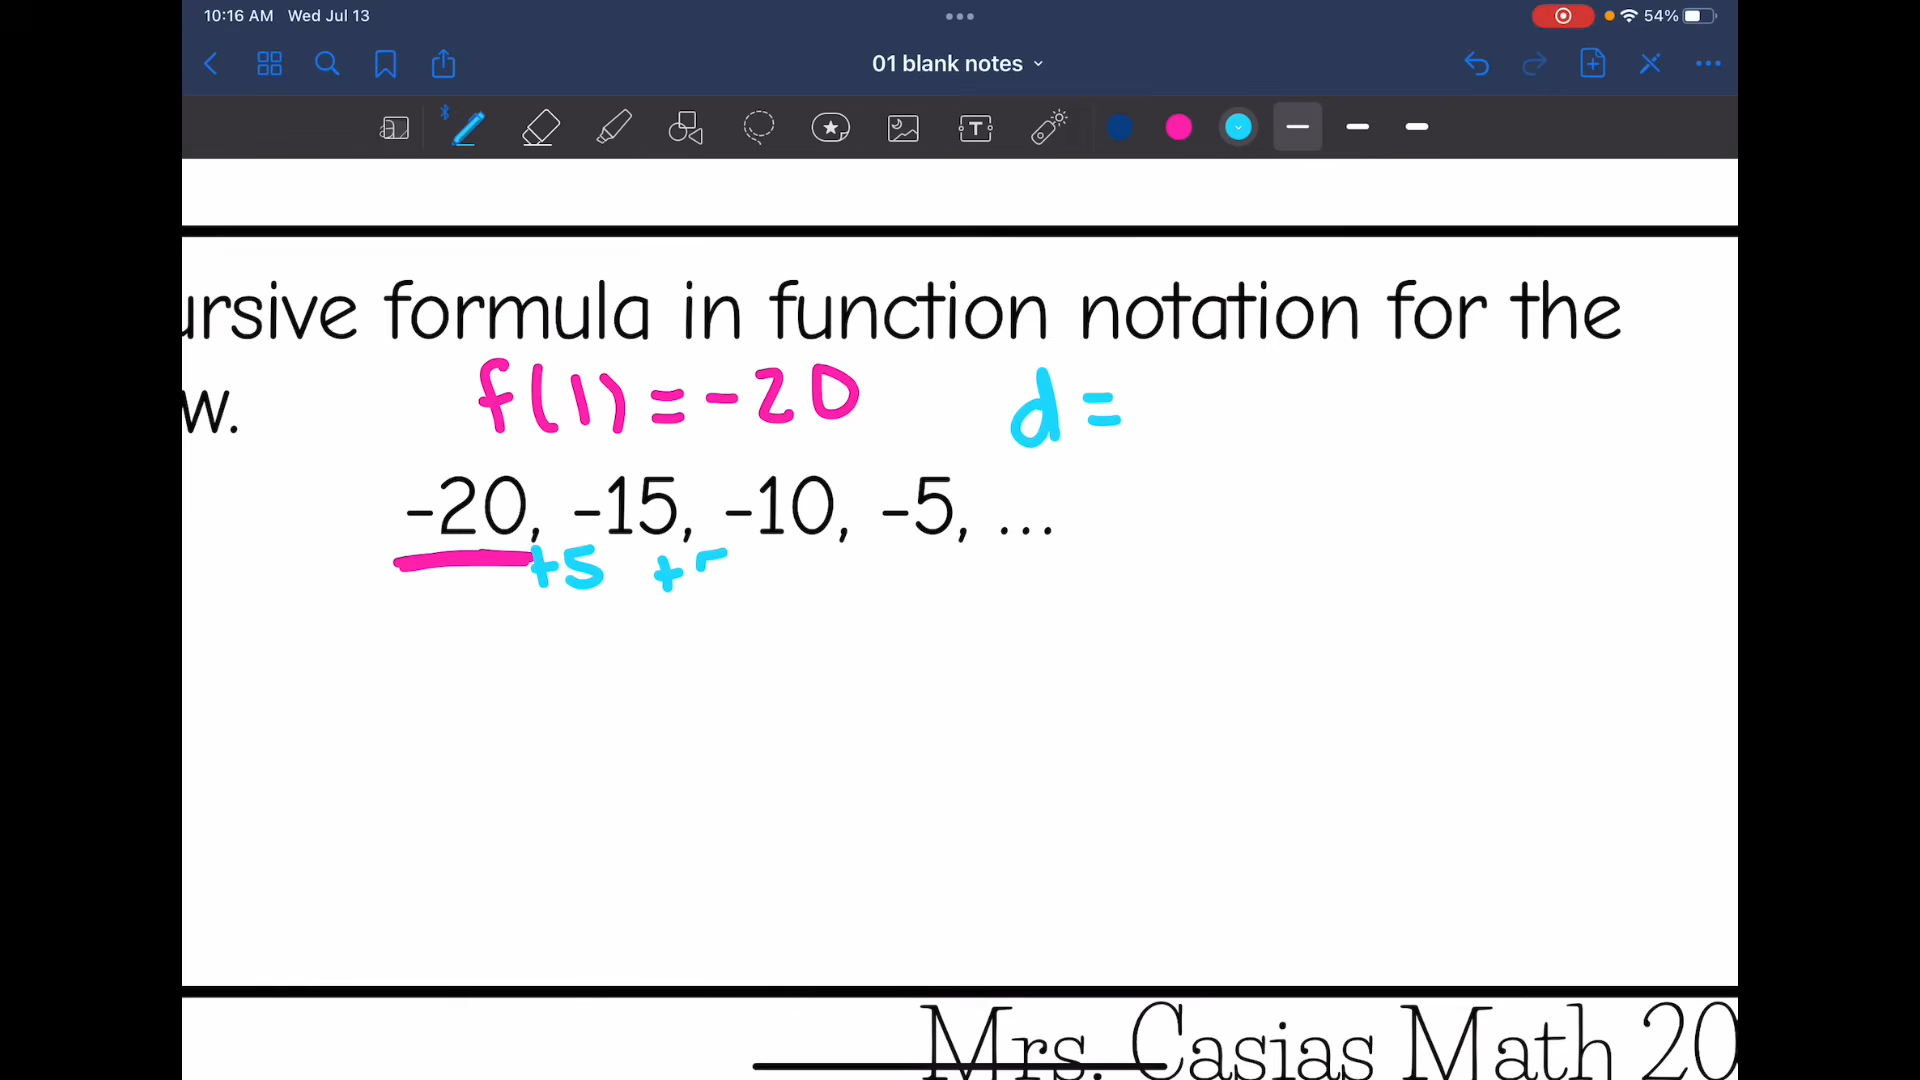 10:16 AM Wed Jul 13
54%
01 blank notes
T
ursive formula in function notation for the
f(1) = -20 d =
w.
-20, -15, -10, -5, ...
+5 +
Mrs. Casias Math 20